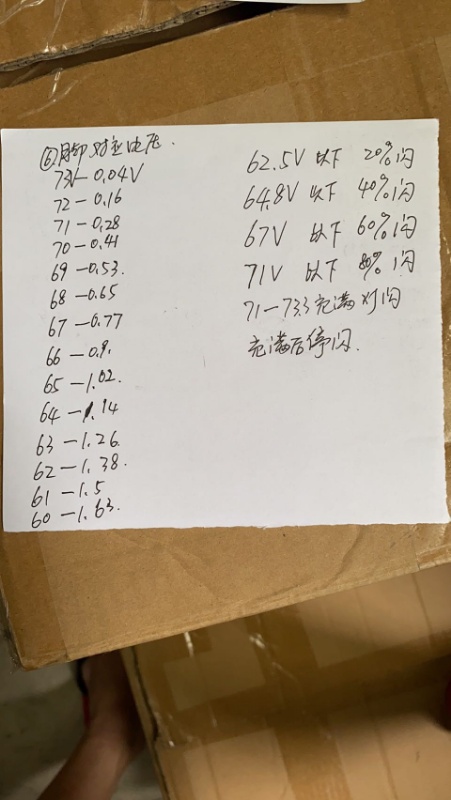 ⑥脚对应电压.
73V—0.04V
72—0.16
71—0.28
70—0.41
69—0.53.
68—0.65
67—0.77
66—0.9.
65—1.02.
64—1.14
63—1.26
62—1.38.
61—1.5
60—1.63.
62.5V 以下 20%闪
64.8V 以下 40%闪
67V 以下 60%闪
71V 以下 80%闪
71—73.3充满灯闪
充满后停闪.